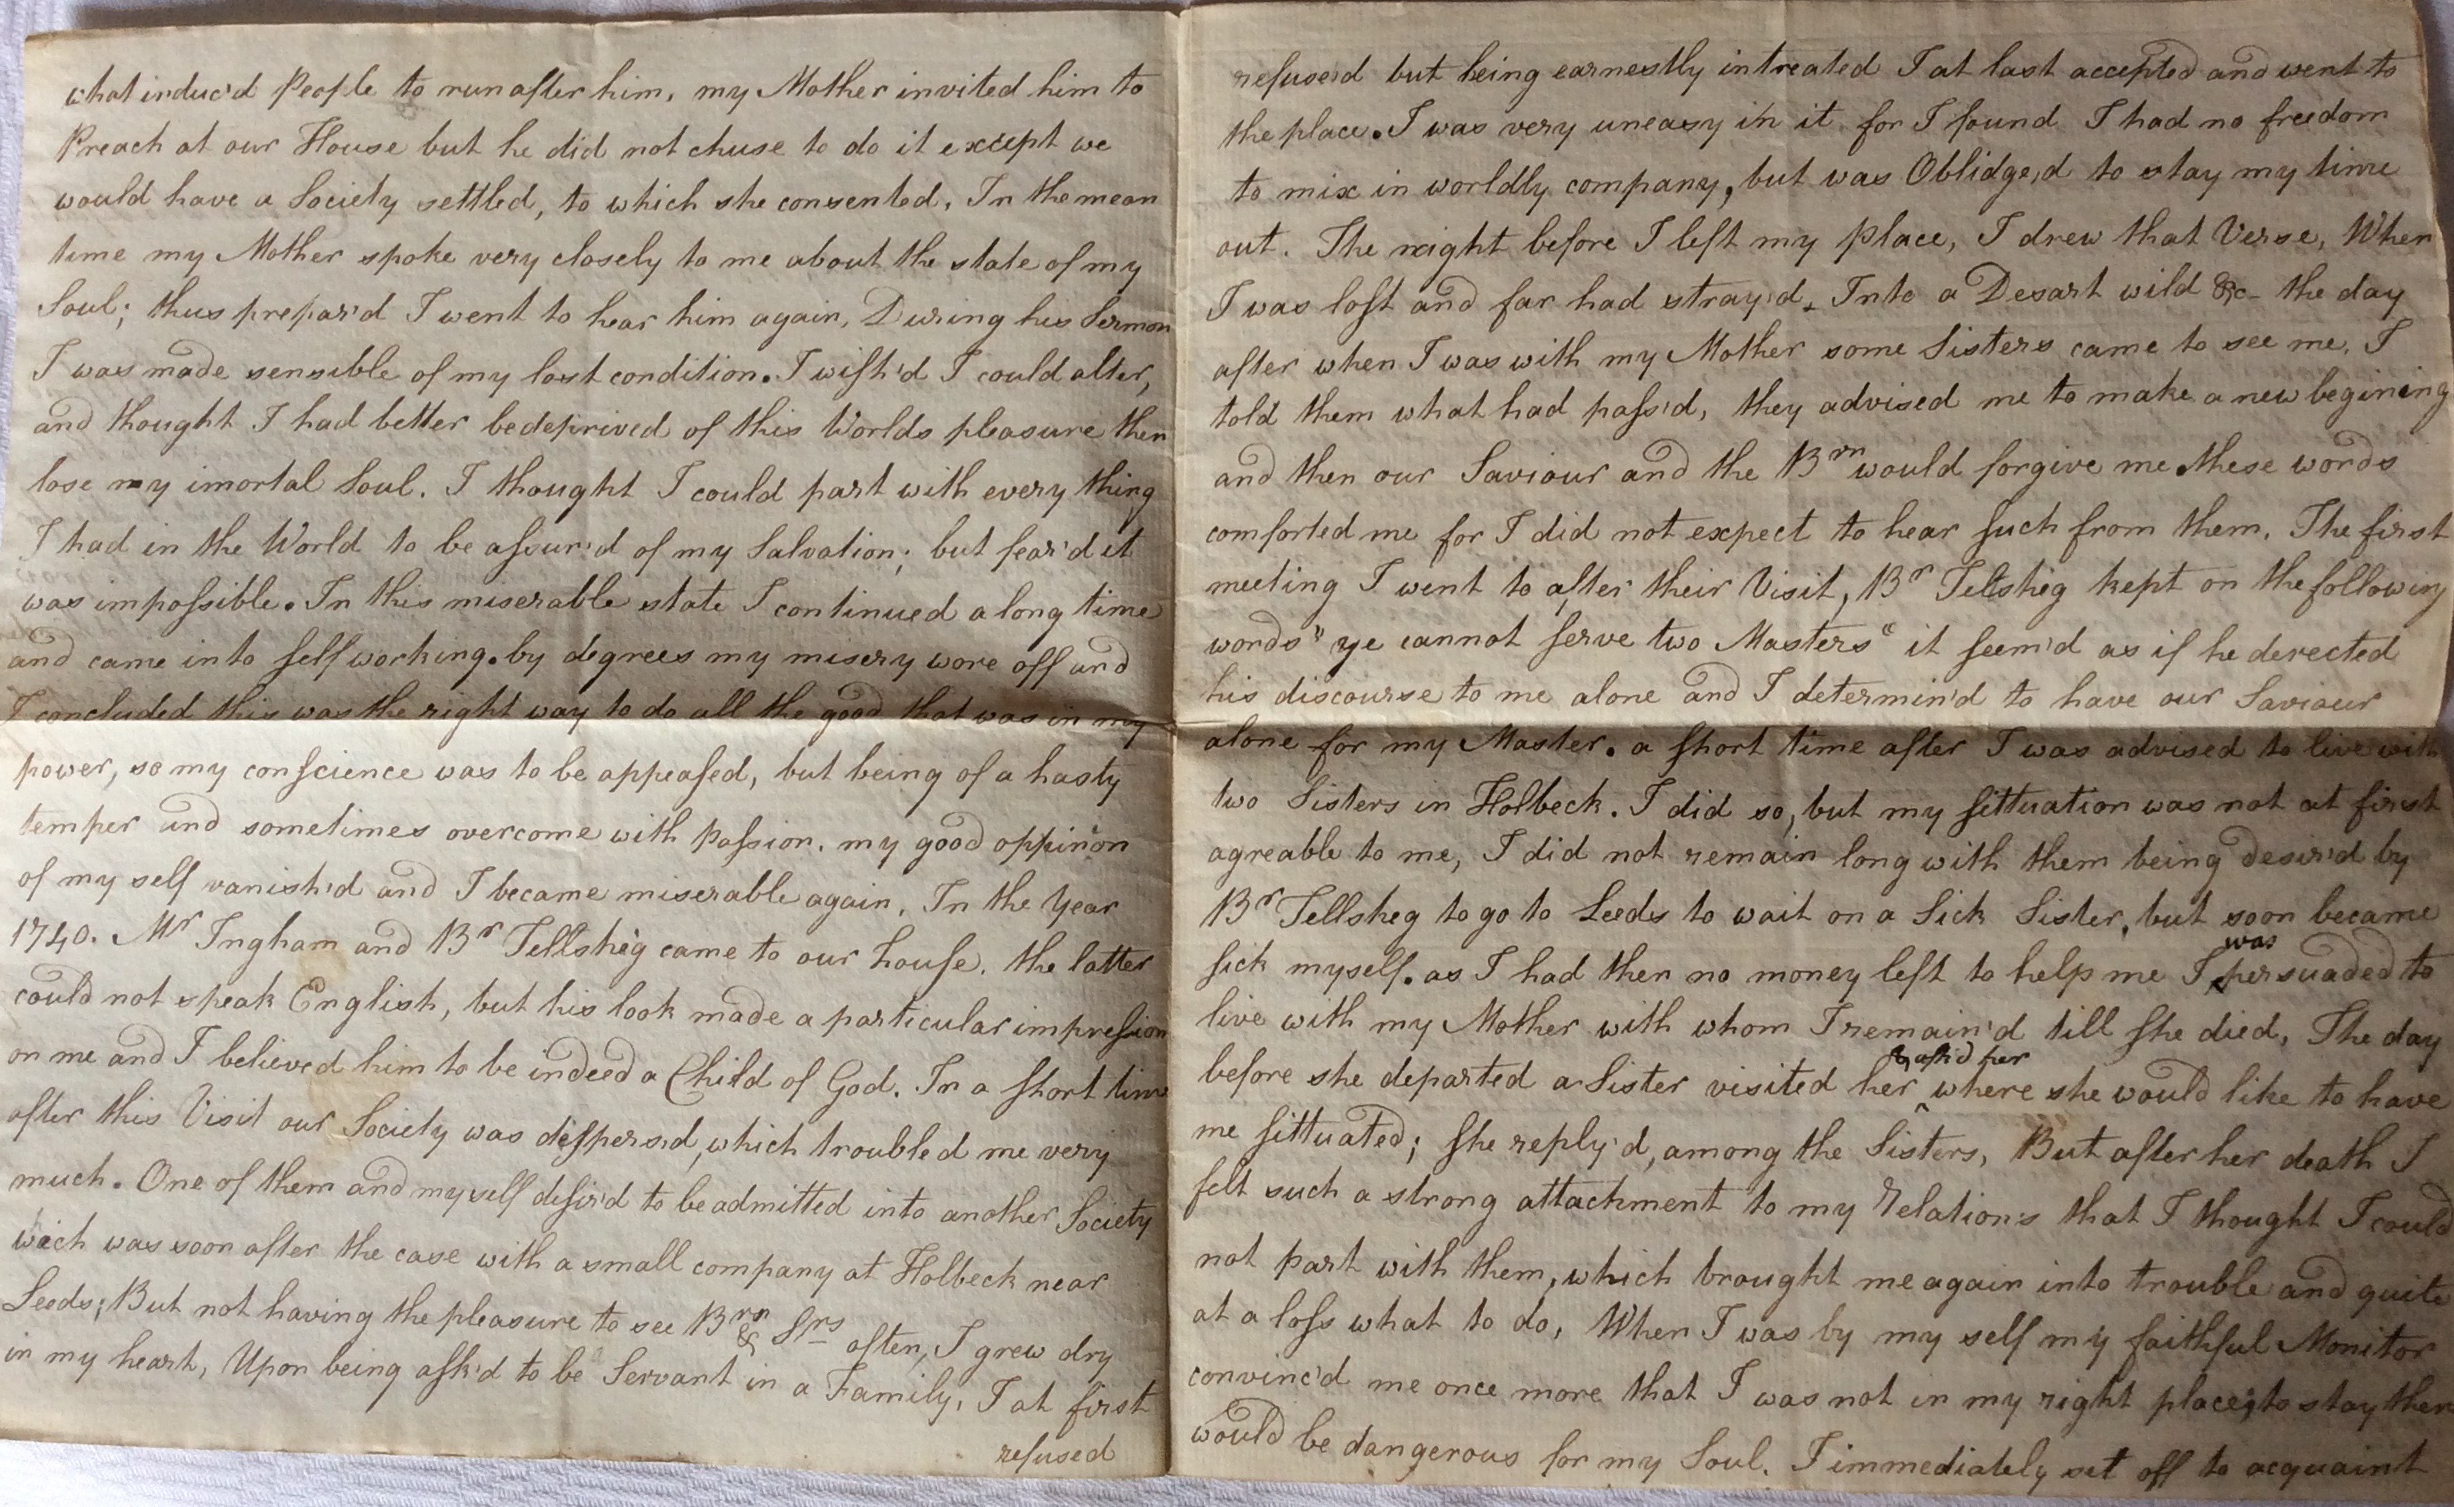 what induc'd People to run after him, my Mother invited him to
Preach at our House but he did not chuse to do it except we
would have a Society settled, to which she consented, In the mean
time my Mother spoke very closely to me about the state of my
Soul; thus prepar'd I went to hear him again, During his Sermon
I was made sensible of my lost condition. I wish'd I could alter,
and thought I had better be deprived of this Worlds pleasure then
lose my imortal Soul. I thought I could part with every thing
I had in the World to be assur'd of my Salvation; but fear'd it
was impossible. In this miserable state I continued a long time
and came into self working. by degrees my misery wore off and
I concluded this was the right way to do all the good that was in my
power, so my conscience was to be appeased, but being of a hasty
temper and sometimes overcome with Passion. my good oppinion
of my self vanish'd and I became miserable again, In the Year
1740. Mr Ingham and Br Tellsheg came to our house, the latter
could not speak English, but his look made a particular impression
on me and I believed him to be indeed a Child of God. In a short time
after this Visit our Society was dispers'd, which troubled me very
much. One of them and myself desir'd to be admitted into another Society
wich was soon after the case with a small company at Holbeck near
Leeds; But not having the pleasure to see Brn & Srs often, I grew dry
in my heart, Upon being ask'd to be Servant in a Family, I at first
refused
refuse'd but being earnestly intreated I at last accepted and went to
the place. I was very uneasy in it for I found I had no freedom
to mix in worldly company, but was Oblidge'd to stay my time
out. The night before I left my Place, I drew that Verse, When
I was lost and far had stray'd, Into a Desart wild &c- the day
after when I was with my Mother some Sisters came to see me, I
told them what had pass'd, they advised me to make a new begining
and then our Saviour and the Brn would forgive me these words
comforted me for I did not expect to hear such from them, The first
meeting I went to after their Visit, Br Telsheg kept on the following
words " ye cannot serve two Masters " it seem'd as if he derected
his discourse to me alone and I determin'd to have our Saviour
alone for my Master. a short time after I was advised to live with
two Sisters in Holbeck. I did so, but my sittuation was not at first
agreable to me, I did not remain long with them being desir'd by
Br Tellsheg to go to Leeds to wait on a Sick Sister, but soon became
sick myself. as I had then no money left to help me I was persuaded to
live with my Mother with whom I remain'd till she died, The day
before she departed a Sister visited her & ask'd her where she would like to have
me sittuated; she reply'd, among the Sisters, But after her death I
felt such a strong attachment to my Relations that I thought I could
not part with them, which brought me again into trouble and quite
at a loss what to do, When I was by my self my faithful Monitor
convinc'd me once more that I was not in my right place; to stay then
would be dangerous for my Soul. I immediately set off to acquaint